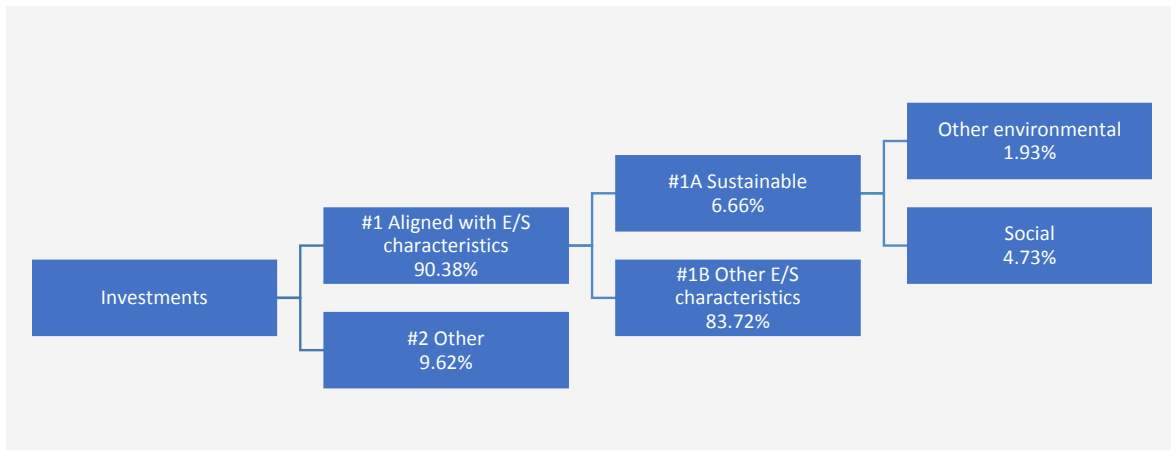 Investments
#1 Aligned with E/S
characteristics
90.38%
#2 Other
9.62%
#1A Sustainable
6.66%
#1B Other E/S
characteristics
83.72%
Other environmental
1.93%
Social
4.73%